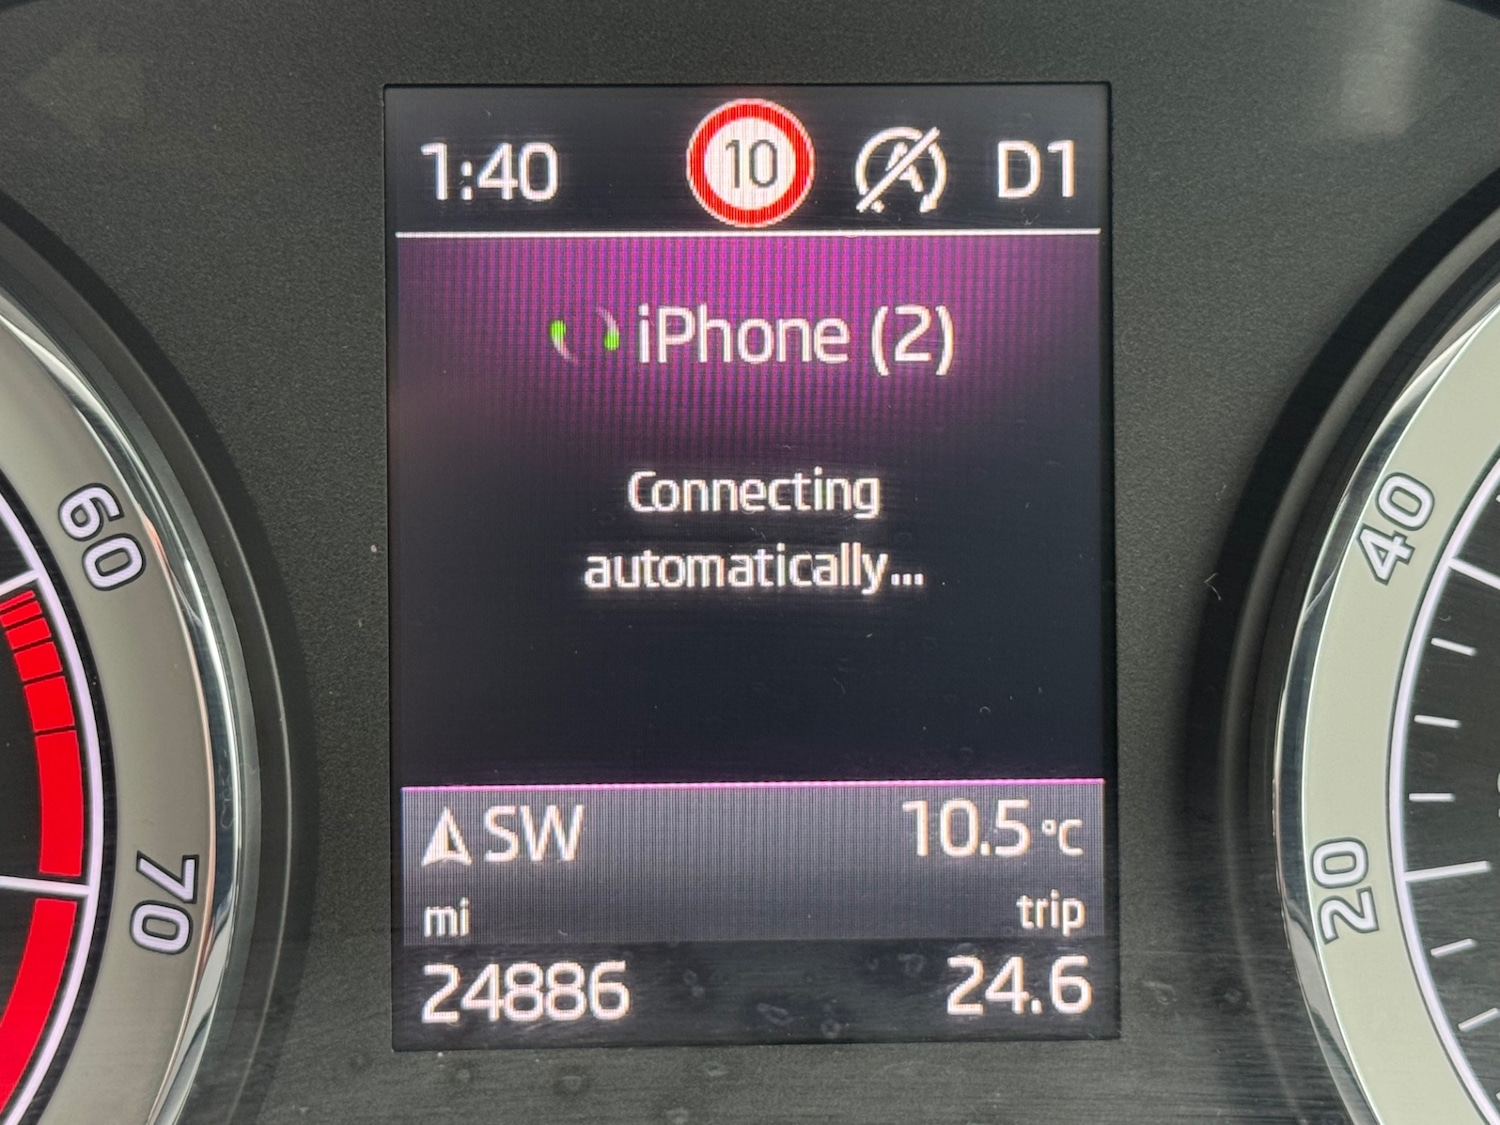 1:40 10 A D1
iPhone (2)
Connecting
automatically...
SW 10.5 °C
mi trip
24886 24.6
60
70
40
20